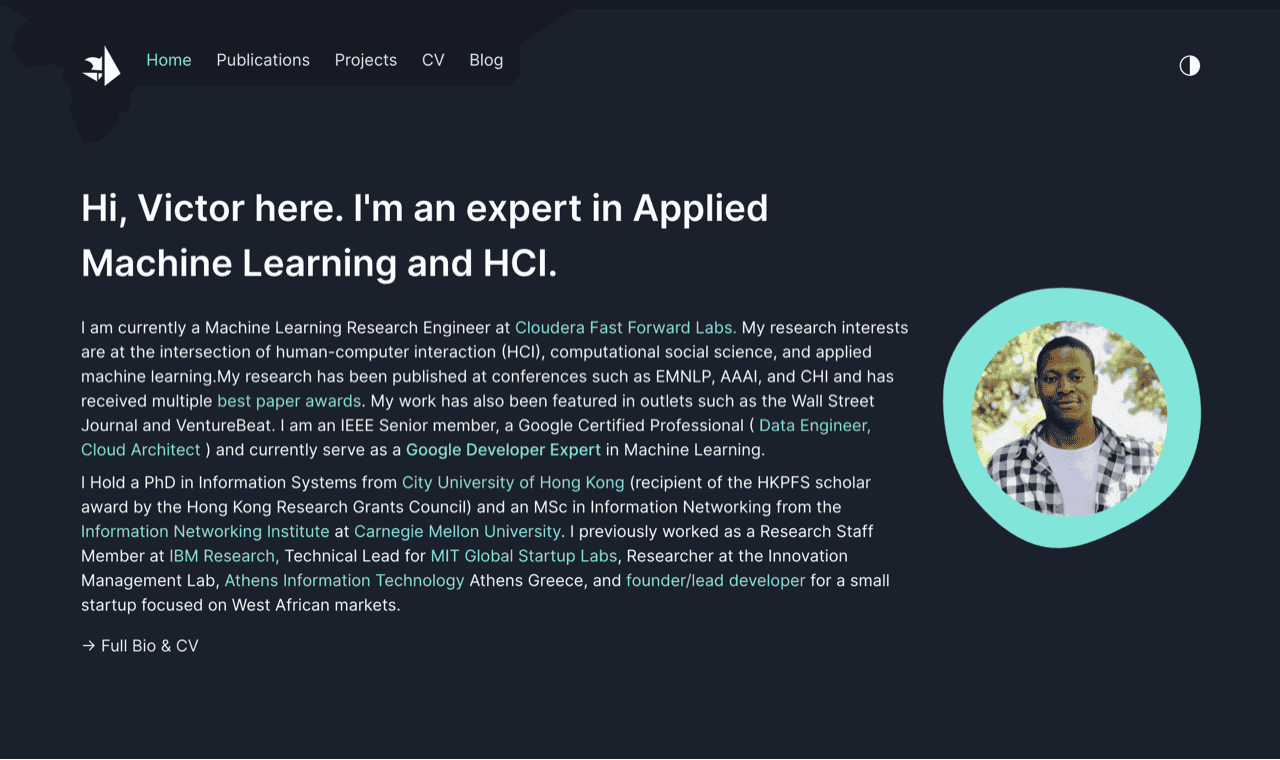 Home Publications Projects CV Blog
Hi, Victor here. I'm an expert in Applied
Machine Learning and HCI.
I am currently a Machine Learning Research Engineer at Cloudera Fast Forward Labs. My research interests
are at the intersection of human-computer interaction (HCI), computational social science, and applied
machine learning.My research has been published at conferences such as EMNLP, AAAI, and CHI and has
received multiple best paper awards. My work has also been featured in outlets such as the Wall Street
Journal and VentureBeat. I am an IEEE Senior member, a Google Certified Professional ( Data Engineer,
Cloud Architect ) and currently serve as a Google Developer Expert in Machine Learning.
I Hold a PhD in Information Systems from City University of Hong Kong (recipient of the HKPFS scholar
award by the Hong Kong Research Grants Council) and an MSc in Information Networking from the
Information Networking Institute at Carnegie Mellon University. I previously worked as a Research Staff
Member at IBM Research, Technical Lead for MIT Global Startup Labs, Researcher at the Innovation
Management Lab, Athens Information Technology Athens Greece, and founder/lead developer for a small
startup focused on West African markets.
→ Full Bio & CV